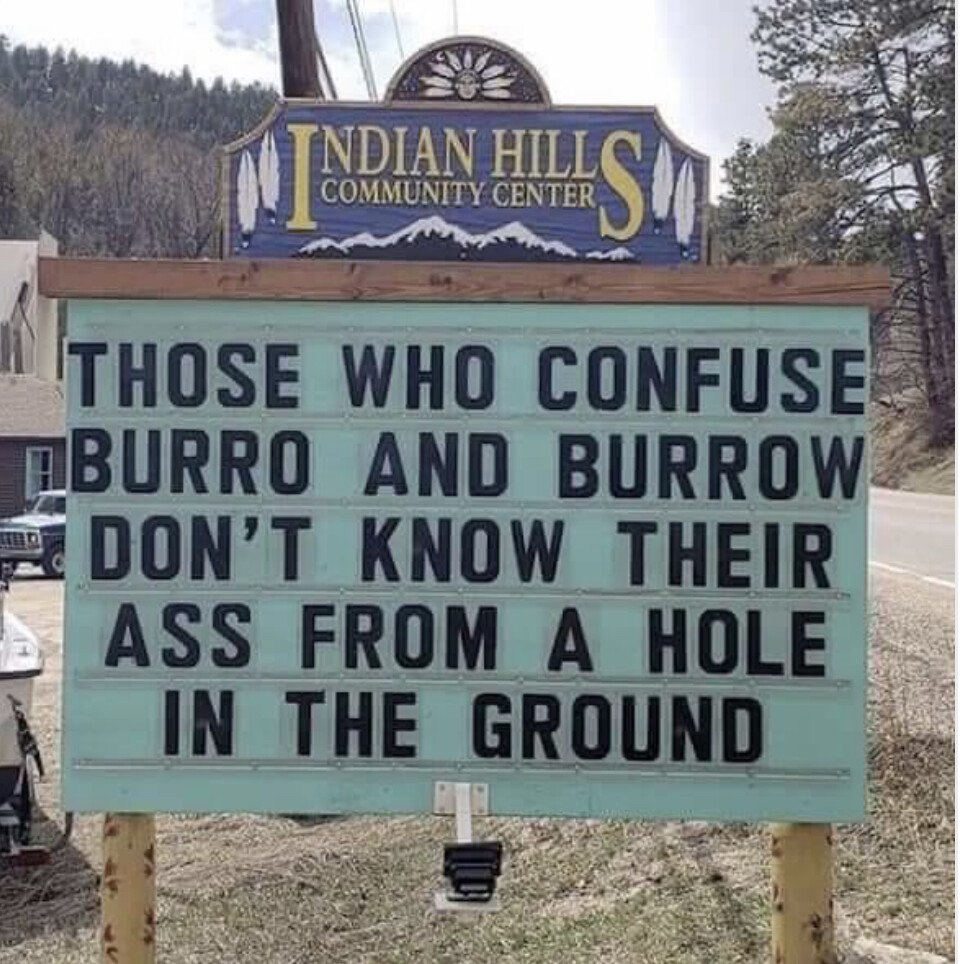 INDIAN HILLS
COMMUNITY CENTER
THOSE WHO CONFUSE
BURRO AND BURROW
DON'T KNOW THEIR
ASS FROM A HOLE
IN THE GROUND